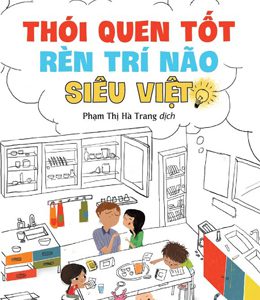 THÓI QUEN TỐT
RÈN TRÍ NÃO
SIÊU VIỆT
Phạm Thị Hà Trang dịch